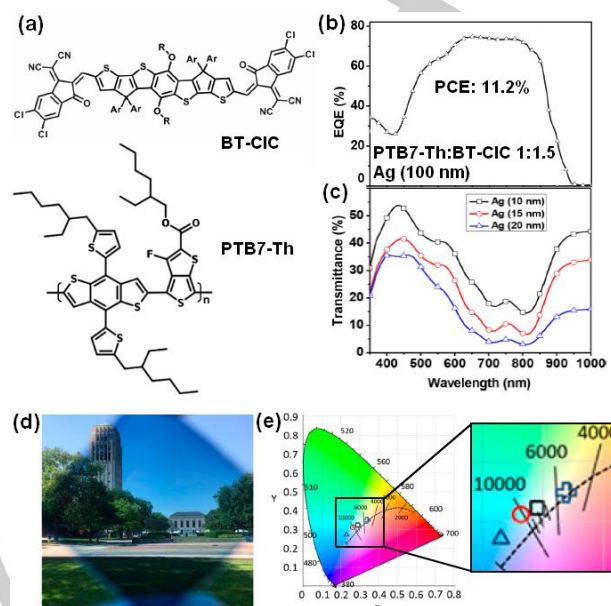 (a)
R
O
CN
CN
O
Cl
Cl
S
Ar
Ar
NC
CN
BT-CIC
PTB7-Th
F
n
(b)
EQE (%)
80
60
40
20
0
PCE: 11.2%
PTB7-Th:BT-CIC 1:1.5
Ag (100 nm)
(c)
Transmittance (%)
60
50
40
30
20
10
0
Ag (10 nm)
Ag (15 nm)
Ag (20 nm)
400 500 600 700 800 900 1000
Wavelength (nm)
(d)
(e)
0.9
0.8
0.7
0.6
0.5
0.4
0.3
0.2
0.1
0
Y
520
560
580
600
700
510
500
480
380
10000
6000
4000
2000
0 0.1 0.2 0.3 0.4 0.5 0.6 0.7 0.8
4000
6000
10000